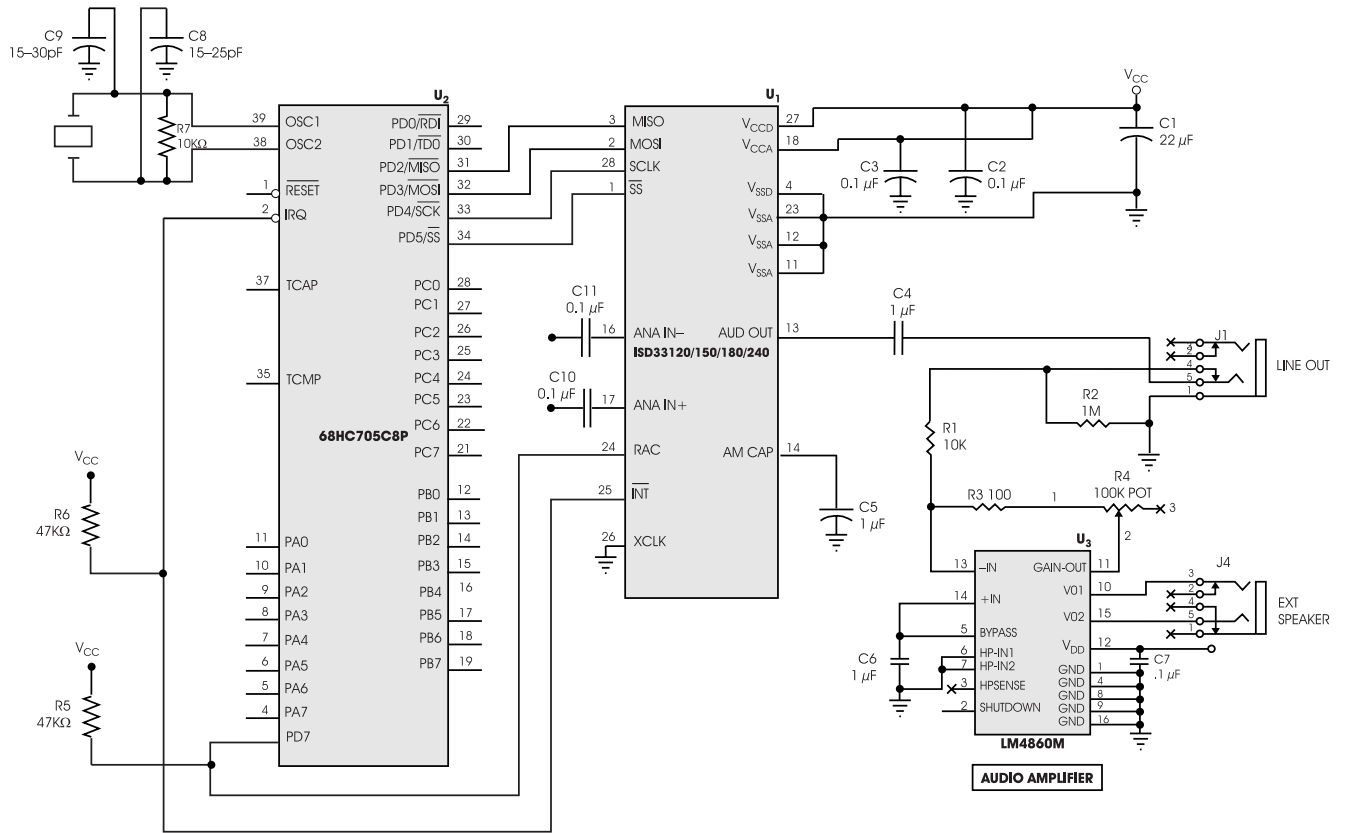 C9
15–30pF
C8
15–25pF
R7
10KΩ
U2
39
OSC1
38
OSC2
1
RESET
2
IRQ
37
TCAP
35
TCMP
68HC705C8P
11
PA0
10
PA1
9
PA2
8
PA3
7
PA4
6
PA5
5
PA6
4
PA7
PD7
PD0/RDI
29
PD1/TD0
30
PD2/MISO
31
PD3/MOSI
32
PD4/SCK
33
PD5/SS
34
PC0
28
PC1
27
PC2
26
PC3
25
PC4
24
PC5
23
PC6
22
PC7
21
PB0
12
PB1
13
PB2
14
PB3
15
PB4
16
PB5
17
PB6
18
PB7
19
VCC
R6
47KΩ
VCC
R5
47KΩ
U1
3
MISO
2
MOSI
28
SCLK
1
SS
C11
0.1 µF
16
ANA IN–
ISD33120/150/180/240
C10
0.1 µF
17
ANA IN+
24
RAC
25
INT
26
XCLK
VCCD
27
VCCA
18
VSSD
4
VSSA
23
VSSA
12
VSSA
11
AUD OUT
13
AM CAP
14
VCC
C1
22 µF
C3
0.1 µF
C2
0.1 µF
C4
1 µF
C5
1 µF
J1
2
4
5
1
LINE OUT
R2
1M
R1
10K
R3 100
1
R4
100K POT
3
2
U3
13
–IN
14
+IN
5
BYPASS
6
HP-IN1
7
HP-IN2
3
HPSENSE
2
SHUTDOWN
GAIN-OUT
11
V01
10
V02
15
VDD
12
GND
1
GND
4
GND
8
GND
9
GND
16
LM4860M
C6
1 µF
C7
.1 µF
J4
3
2
4
5
1
EXT
SPEAKER
AUDIO AMPLIFIER